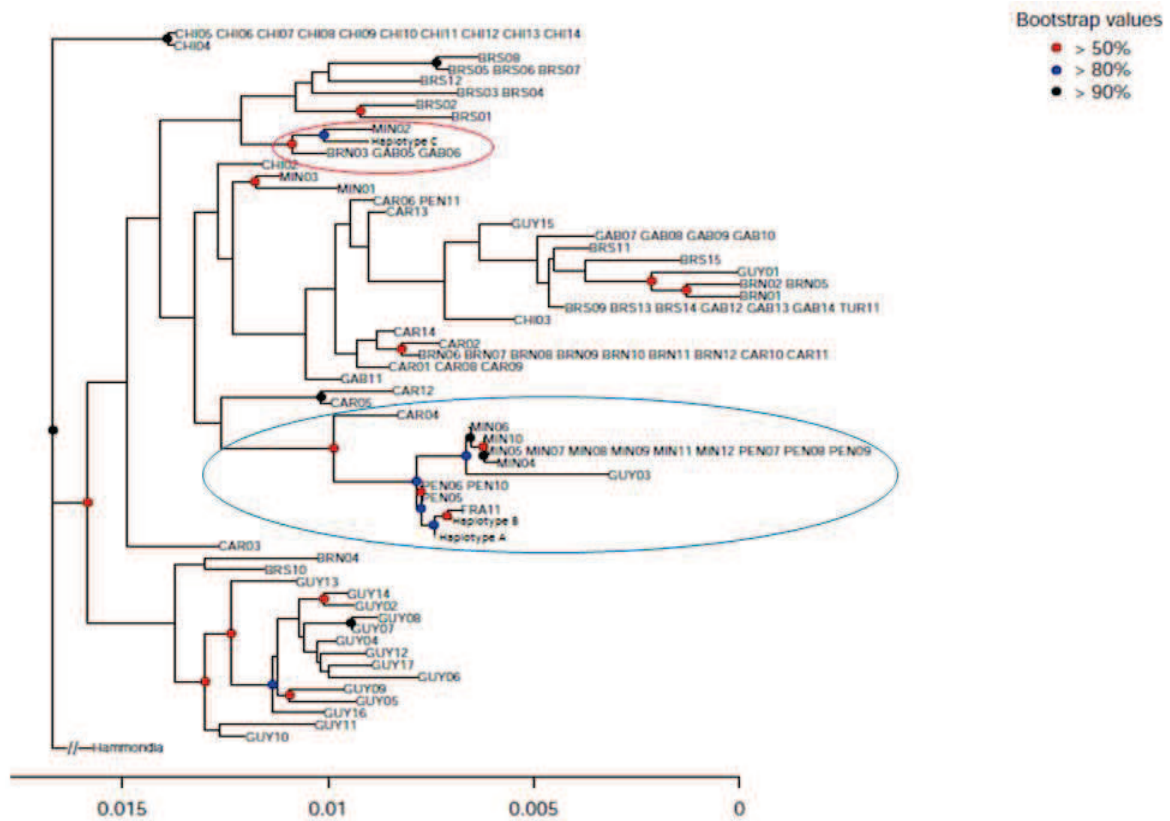 Bootstrap values
> 50%
> 80%
> 90%
CHI05 CHI06 CHI07 CHI08 CHI09 CHI10 CHI11 CHI12 CHI13 CHI14
CHI04
BRS08
BRS05 BRS06 BRS07
BRS12
BRS03 BRS04
BRS02
BRS01
MIN02
Haplotype C
BRN03 GAB05 GAB06
CHI02
MIN03
MIN01
CAR06 PEN11
CAR13
GUY15
GAB07 GAB08 GAB09 GAB10
BRS11
BRS15
GUY01
BRN02 BRN05
BRN01
BRS09 BRS13 BRS14 GAB12 GAB13 GAB14 TUR11
CHI03
CAR14
CAR02
BRN06 BRN07 BRN08 BRN09 BRN10 BRN11 BRN12 CAR10 CAR11
CAR01 CAR08 CAR09
GAB11
CAR12
CAR05
CAR04
MIN06
MIN10
MIN05 MIN07 MIN08 MIN09 MIN11 MIN12 PEN07 PEN08 PEN09
MIN04
GUY03
PEN06 PEN10
PEN05
FRA11
Haplotype B
Haplotype A
CAR03
BRN04
BRS10
GUY13
GUY14
GUY02
GUY08
GUY07
GUY04
GUY12
GUY17
GUY06
GUY09
GUY05
GUY16
GUY11
GUY10
Hammondia
0.015 0.01 0.005 0